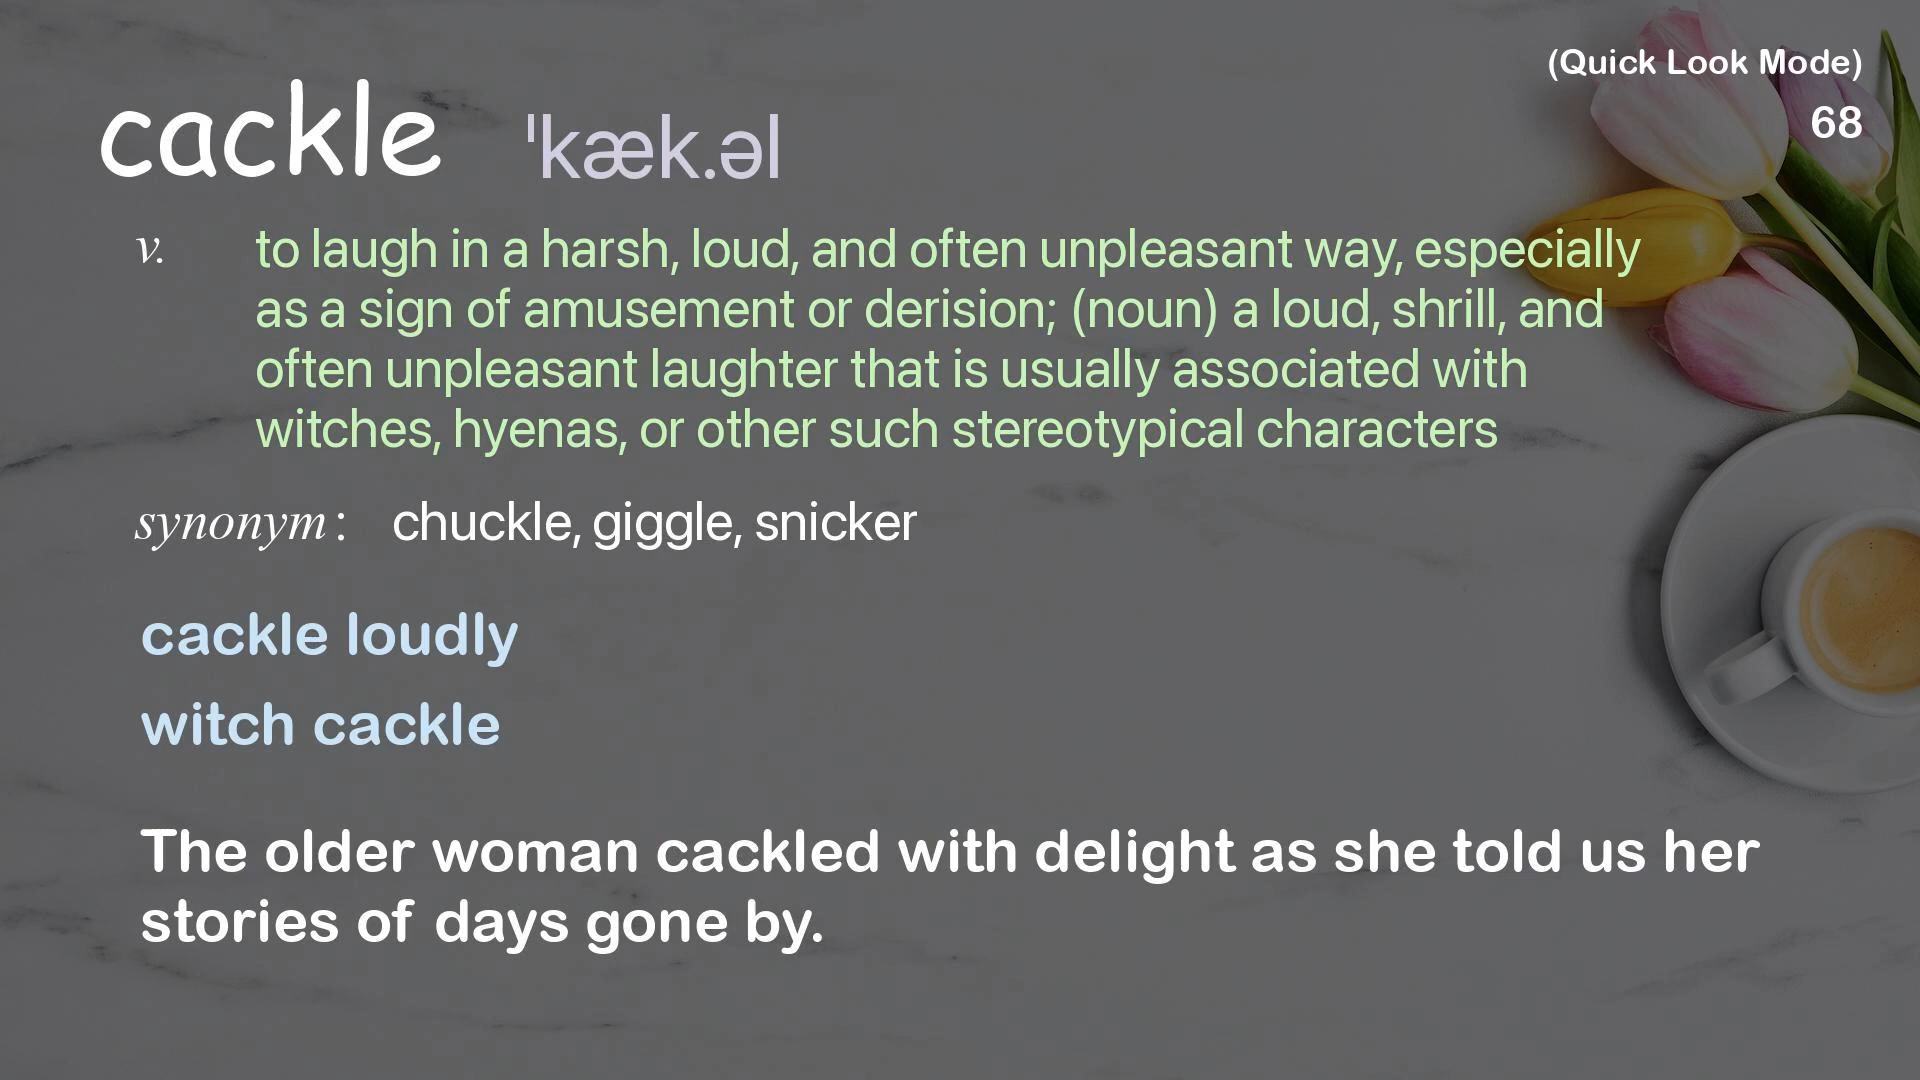 (Quick Look Mode)
68
cackle ˈkæk.əl
v. to laugh in a harsh, loud, and often unpleasant way, especially
as a sign of amusement or derision; (noun) a loud, shrill, and
often unpleasant laughter that is usually associated with
witches, hyenas, or other such stereotypical characters
synonym: chuckle, giggle, snicker
cackle loudly
witch cackle
The older woman cackled with delight as she told us her
stories of days gone by.